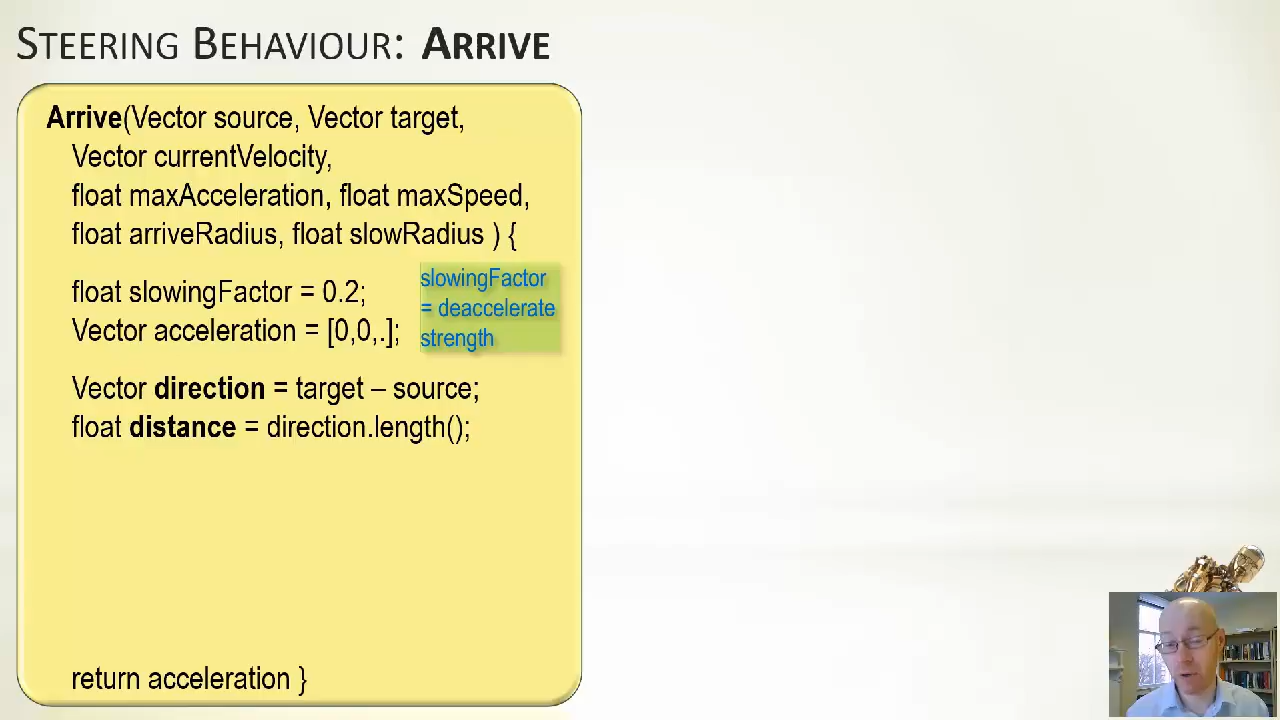 STEERING BEHAVIOUR: ARRIVE
Arrive(Vector source, Vector target,
Vector currentVelocity,
float maxAcceleration, float maxSpeed,
float arriveRadius, float slowRadius ) {
float slowingFactor = 0.2;
Vector acceleration = [0,0,.];
slowingFactor
= deaccelerate
strength
Vector direction = target – source;
float distance = direction.length();
return acceleration }